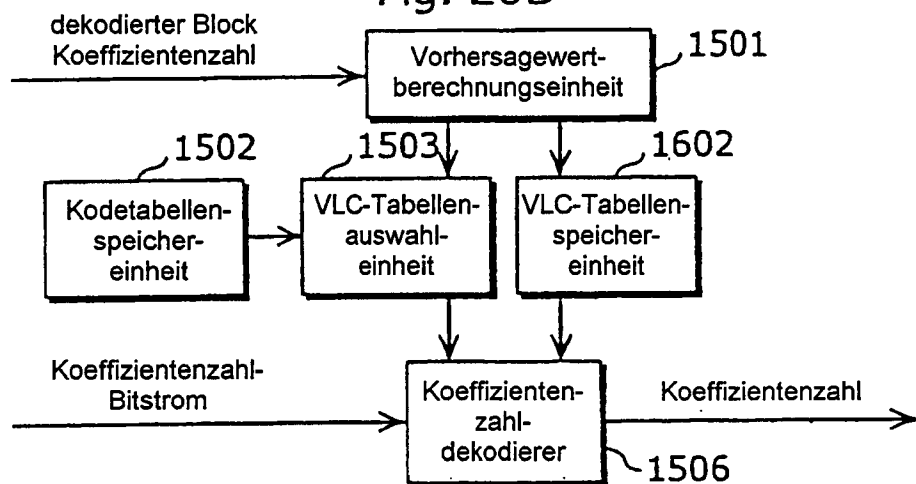 dekodierter Block
Koeffizientenzahl
Vorhersagewert-
berechnungseinheit
1501
1502
Kodetabellen-
speicher-
einheit
1503
VLC-Tabellen-
auswahl-
einheit
1602
VLC-Tabellen-
speicher-
einheit
Koeffizientenzahl-
Bitstrom
Koeffizienten-
zahl-
dekodierer
1506
Koeffizientenzahl